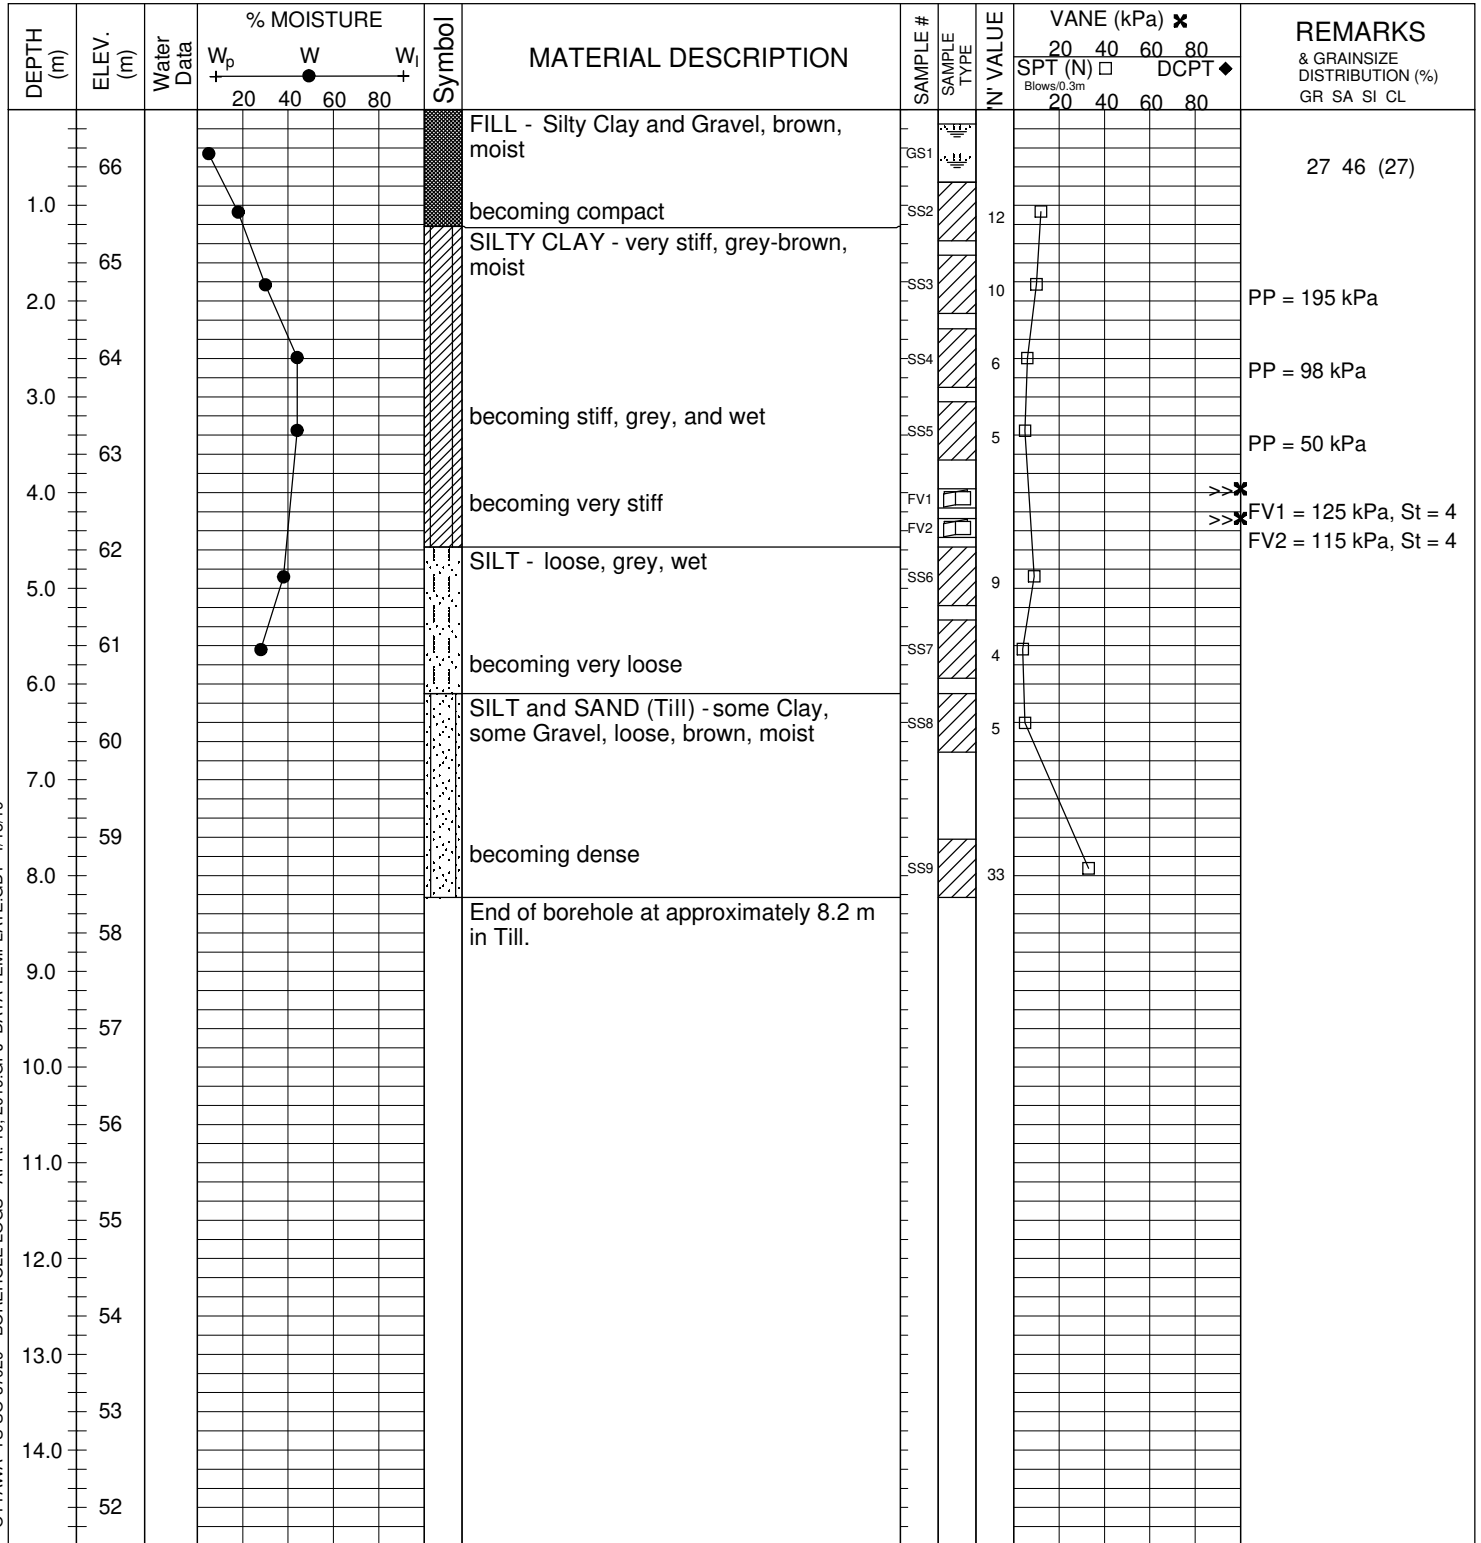 DEPTH (m)
ELEV. (m)
Water Data
% MOISTURE
Wp W Wl
20 40 60 80
Symbol
MATERIAL DESCRIPTION
SAMPLE #
SAMPLE TYPE
'N' VALUE
VANE (kPa)
20 40 60 80
SPT (N) DCPT
Blows/0.3m
20 40 60 80
REMARKS
& GRAINSIZE
DISTRIBUTION (%)
GR SA SI CL
FILL - Silty Clay and Gravel, brown,
moist
GS1
66
27 46 (27)
1.0
becoming compact
SS2
12
SILTY CLAY - very stiff, grey-brown,
moist
65
SS3
10
2.0
PP = 195 kPa
64
SS4
6
PP = 98 kPa
3.0
becoming stiff, grey, and wet
SS5
5
PP = 50 kPa
63
4.0
becoming very stiff
FV1
>>
FV1 = 125 kPa, St = 4
FV2
>>
FV2 = 115 kPa, St = 4
62
SILT - loose, grey, wet
SS6
9
5.0
61
SS7
4
becoming very loose
6.0
SILT and SAND (Till) - some Clay,
some Gravel, loose, brown, moist
SS8
5
60
7.0
59
becoming dense
SS9
33
8.0
End of borehole at approximately 8.2 m
in Till.
58
9.0
57
10.0
56
11.0
55
12.0
54
13.0
53
14.0
52